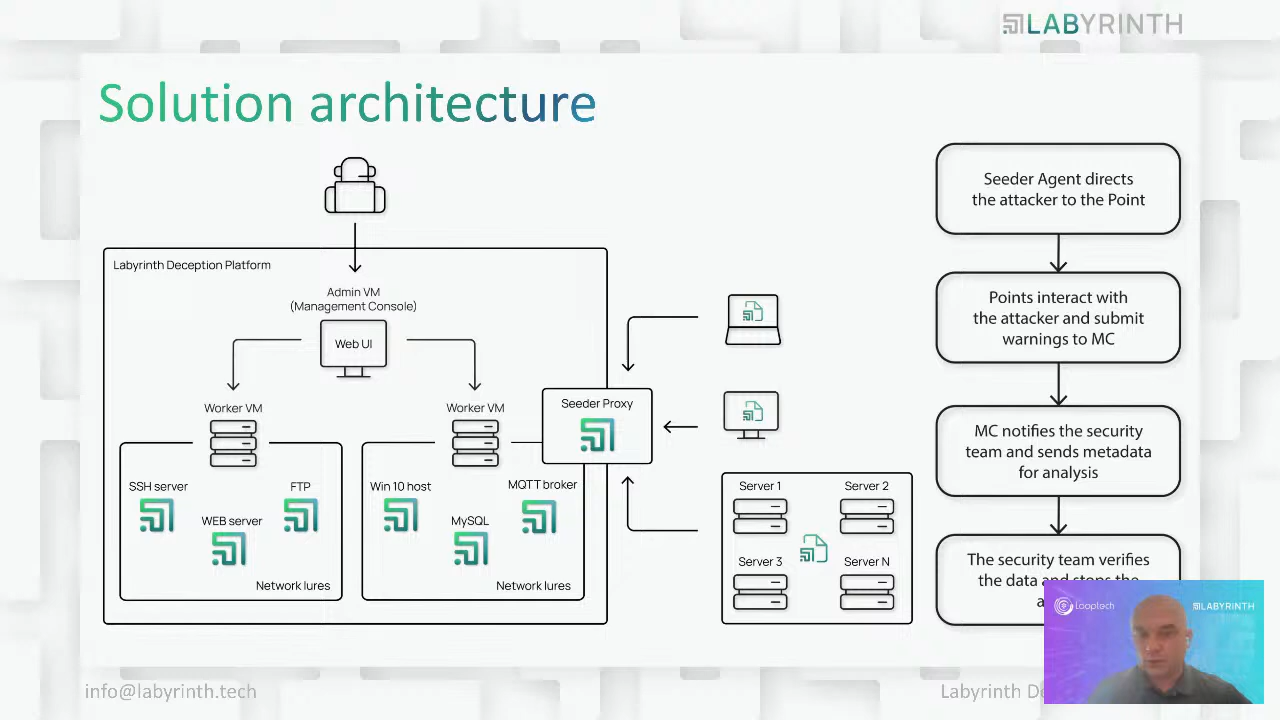 LABYRINTH
Solution architecture
Labyrinth Deception Platform
Admin VM
(Management Console)
Web UI
Worker VM
Worker VM
Seeder Proxy
SSH server
FTP
WEB server
Network lures
Win 10 host
MQTT broker
MySQL
Network lures
Server 1
Server 2
Server 3
Server N
Seeder Agent directs
the attacker to the Point
Points interact with
the attacker and submit
warnings to MC
MC notifies the security
team and sends metadata
for analysis
The security team verifies
the data and stops the
Looptech
LABYRINTH
info@labyrinth.tech
Labyrinth